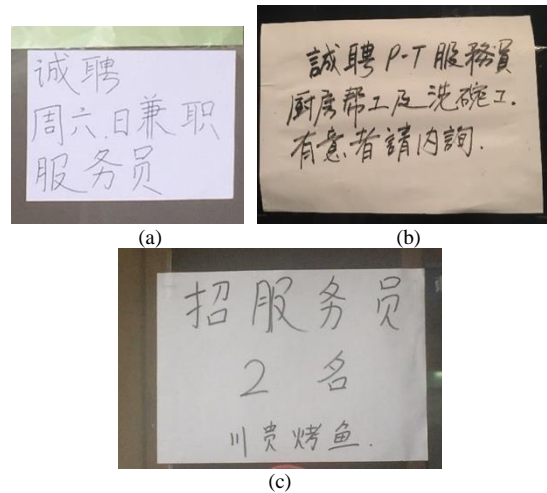 诚聘
周六.日兼职
服务员
(a)
誠聘 P-T 服務員
厨房帮工及洗碗工.
有意者請内詢.
(b)
招服务员
2 名
川贵烤鱼.
(c)